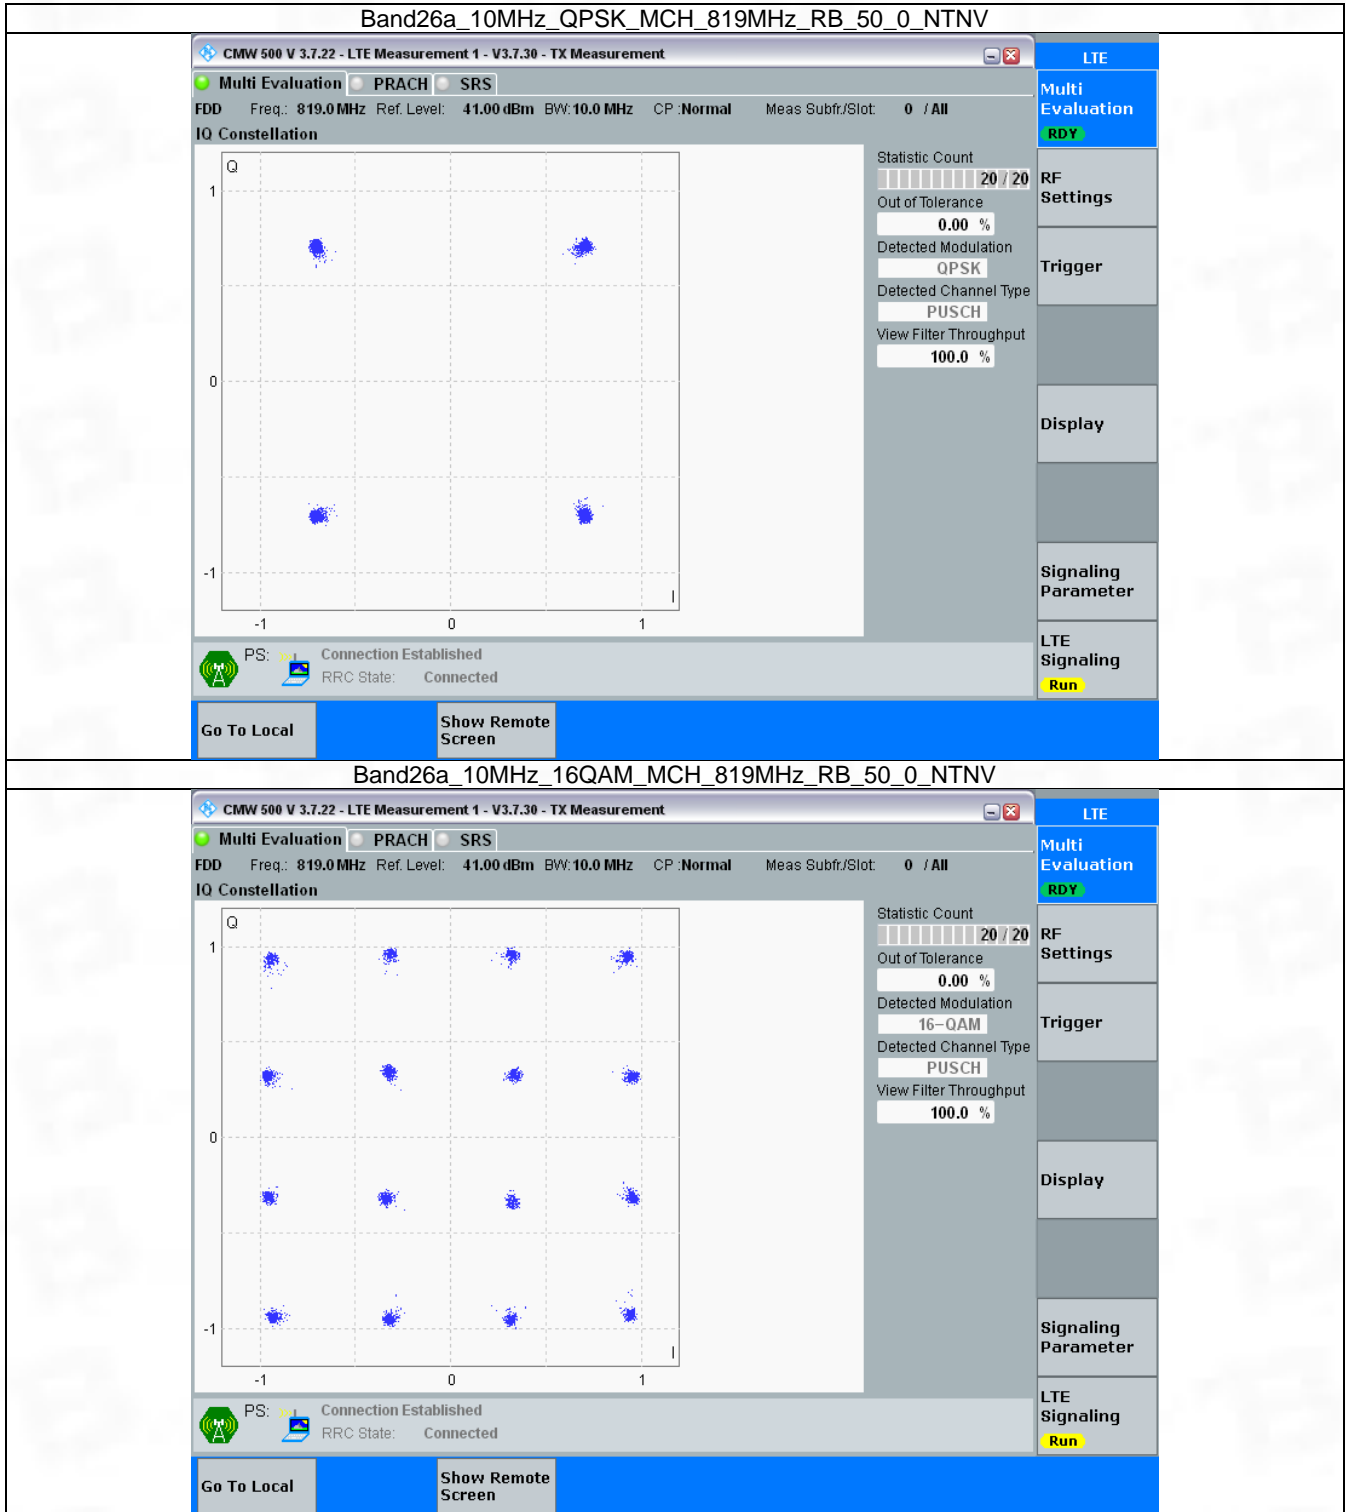 Band26a_10MHz_QPSK_MCH_819MHz_RB_50_0_NTNV
CMW 500 V 3.7.22 - LTE Measurement 1 - V3.7.30 - TX Measurement
LTE
Multi Evaluation PRACH SRS
Multi
Evaluation
RDY
FDD Freq.: 819.0 MHz Ref. Level: 41.00 dBm BW: 10.0 MHz CP : Normal Meas Subfr./Slot: 0 / All
IQ Constellation
Q
1
0
-1
I
-1 0 1
Statistic Count
20 / 20
Out of Tolerance
0.00 %
Detected Modulation
QPSK
Detected Channel Type
PUSCH
View Filter Throughput
100.0 %
RF
Settings
Trigger
Display
Signaling
Parameter
LTE
Signaling
Run
PS: Connection Established
RRC State: Connected
Go To Local
Show Remote
Screen
Band26a_10MHz_16QAM_MCH_819MHz_RB_50_0_NTNV
CMW 500 V 3.7.22 - LTE Measurement 1 - V3.7.30 - TX Measurement
LTE
Multi Evaluation PRACH SRS
Multi
Evaluation
RDY
FDD Freq.: 819.0 MHz Ref. Level: 41.00 dBm BW: 10.0 MHz CP : Normal Meas Subfr./Slot: 0 / All
IQ Constellation
Q
1
0
-1
I
-1 0 1
Statistic Count
20 / 20
Out of Tolerance
0.00 %
Detected Modulation
16-QAM
Detected Channel Type
PUSCH
View Filter Throughput
100.0 %
RF
Settings
Trigger
Display
Signaling
Parameter
LTE
Signaling
Run
PS: Connection Established
RRC State: Connected
Go To Local
Show Remote
Screen